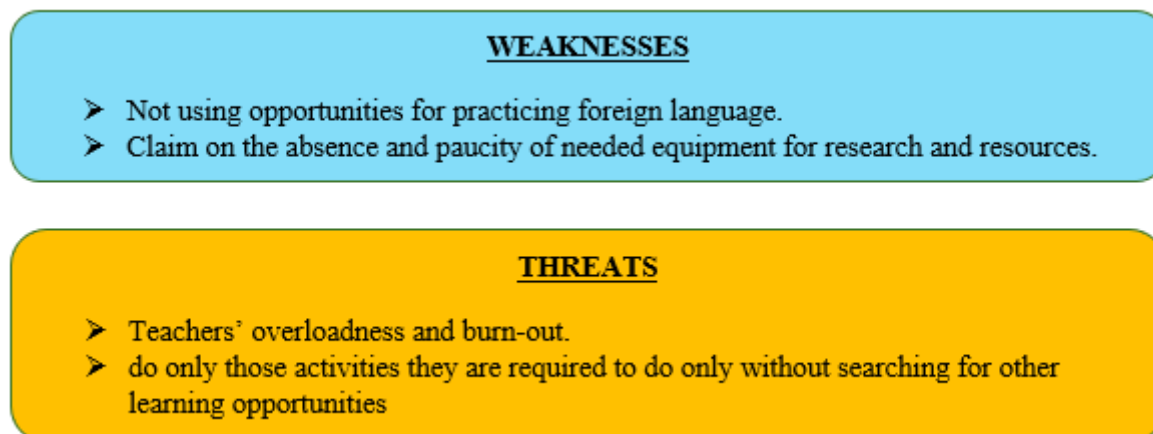 WEAKNESSES
➢ Not using opportunities for practicing foreign language.
➢ Claim on the absence and paucity of needed equipment for research and resources.
THREATS
➢ Teachers’ overloadness and burn-out.
➢ do only those activities they are required to do only without searching for other
learning opportunities